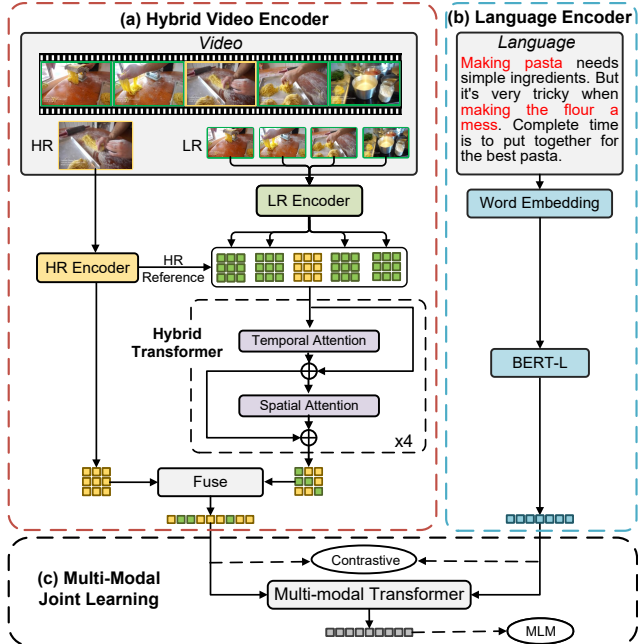 (a) Hybrid Video Encoder
Video
HR
LR
LR Encoder
HR Encoder
HR
Reference
Hybrid
Transformer
Temporal Attention
Spatial Attention
x4
Fuse
(b) Language Encoder
Language
Making pasta needs
simple ingredients. But
it's very tricky when
making the flour a
mess. Complete time
is to put together for
the best pasta.
Word Embedding
BERT-L
(c) Multi-Modal
Joint Learning
Contrastive
Multi-modal Transformer
MLM